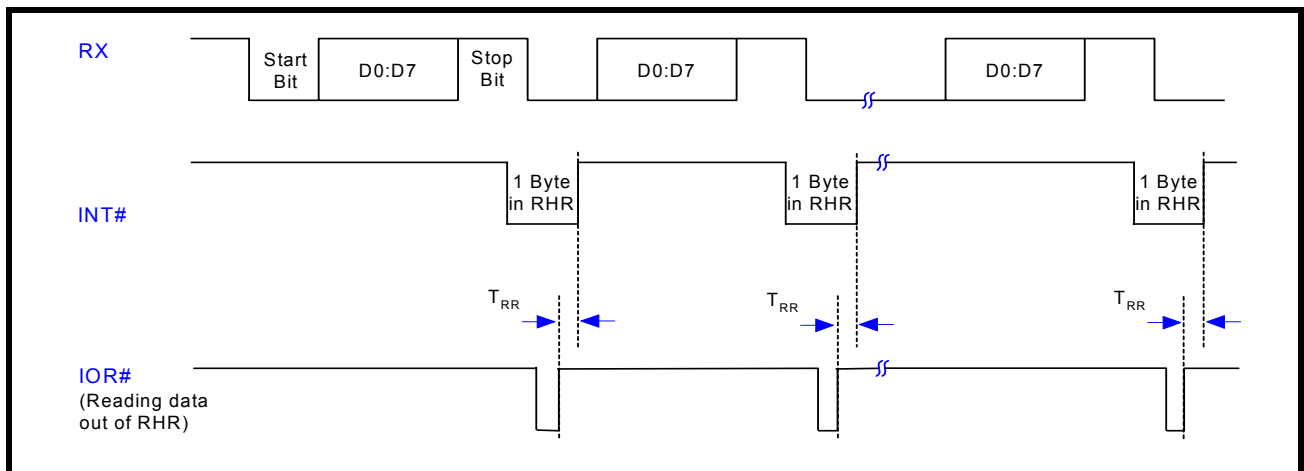 RX
Start
Bit
D0:D7
Stop
Bit
D0:D7
D0:D7
INT#
1 Byte
in RHR
1 Byte
in RHR
1 Byte
in RHR
TRR
TRR
TRR
IOR#
(Reading data
out of RHR)